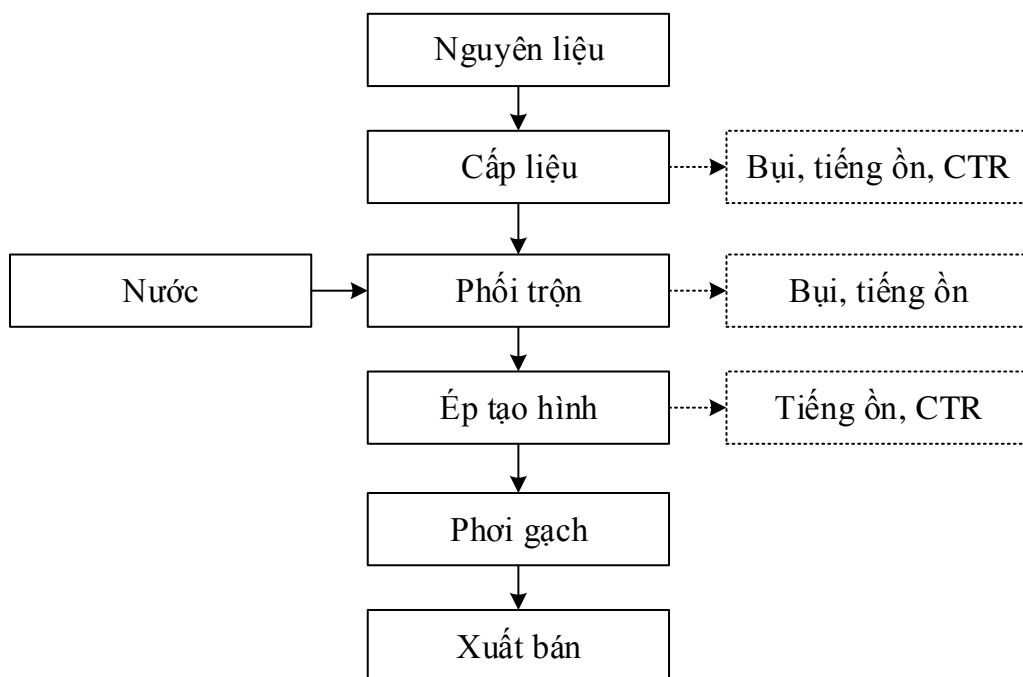 Nguyên liệu
Cấp liệu
Bụi, tiếng ồn, CTR
Nước
Phối trộn
Bụi, tiếng ồn
Ép tạo hình
Tiếng ồn, CTR
Phơi gạch
Xuất bán